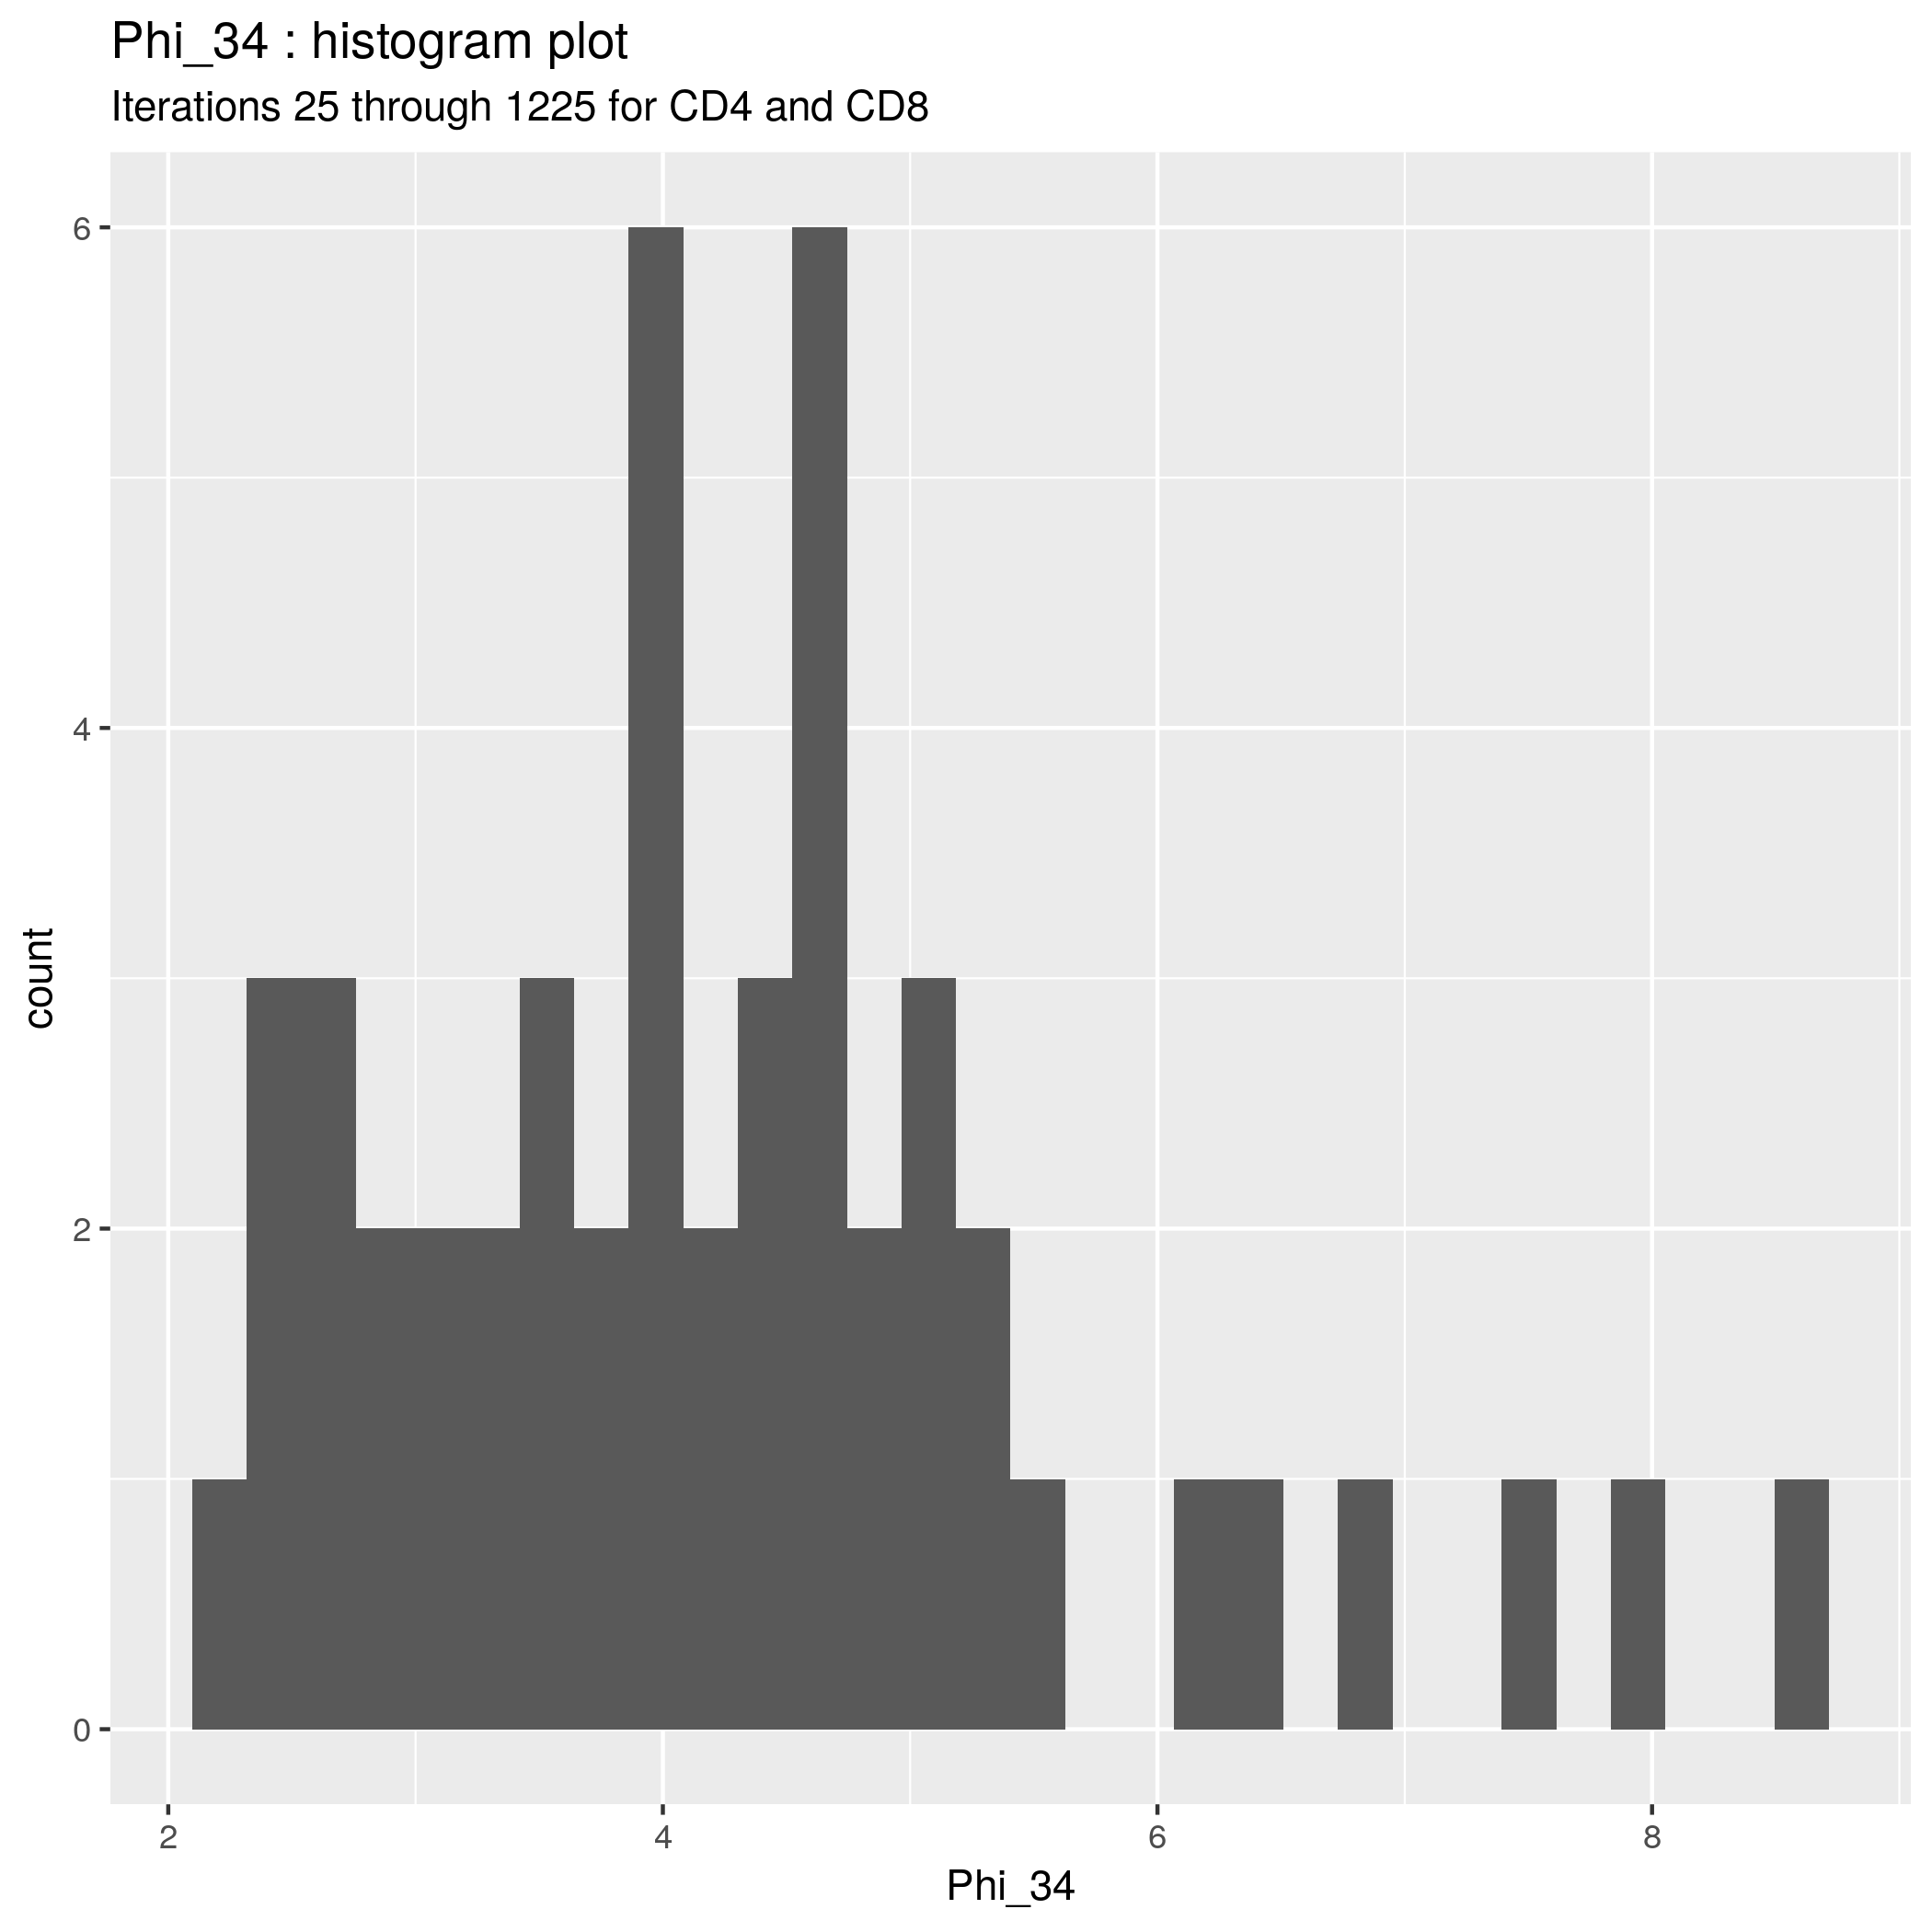 Phi_34 : histogram plot
Iterations 25 through 1225 for CD4 and CD8
6
4
2
0
count
2 4 6 8
Phi_34